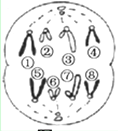 ② ③
① ④
⑤ ⑥ ⑦ ⑧